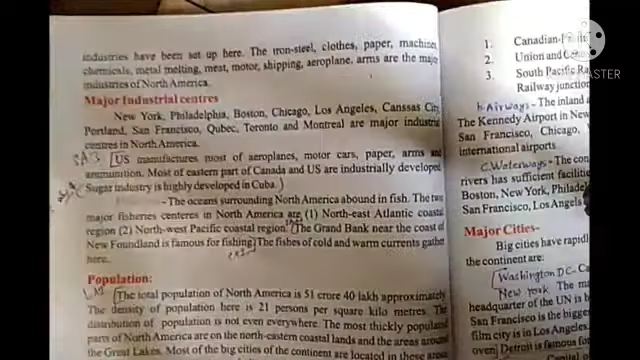 industries have been set up here. The iron-steel, clothes, paper, machines
chemicals, metal melting, meat, motor, shipping, aeroplane, arms are the major
industries of North America.
Major Industrial centres
New York, Philadelphia, Boston, Chicago, Los Angeles, Canssas City,
Portland, San Francisco, Qubec, Toronto and Montreal are major industrial
centres in North America.
SA3 [US manufactures most of aeroplanes, motor cars, paper, arms and
ammunition. Most of eastern part of Canada and US are industrially developed
Sugar industry is highly developed in Cuba.)
- The oceans surrounding North America abound in fish. The two
major fisheries centeres in North America are (1) North-east Atlantic coastal
region (2) North-west Pacific coastal region. [The Grand Bank near the coast of
New Foundland is famous for fishing] The fishes of cold and warm currents gather
here.
Population:
[The total population of North America is 51 crore 40 lakh approximately
The density of population here is 21 persons per square kilo metres. The
distribution of population is not even everywhere. The most thickly populated
parts of North America are on the north-eastern coastal lands and the areas around
the Great Lakes. Most of the big cities of the continent are located in these areas
1. Canadian-
2. Union and
3. South Pacific
Railway junction
b. Airways - The inland a
The Kennedy Airport in New
San Francisco, Chicago,
international airports
C. Waterways - The con
rivers has sufficient facilitie
Boston, New York, Philadel
San Francisco, Los Angels
Major Cities-
Big cities have rapidl
the continent are:
[Washington DC- Ca
New York. The ma
headquarter of the UN is
San Francisco is the bigges
film city is in Los Angeles.
oven] Detroit is famous for
MASTER